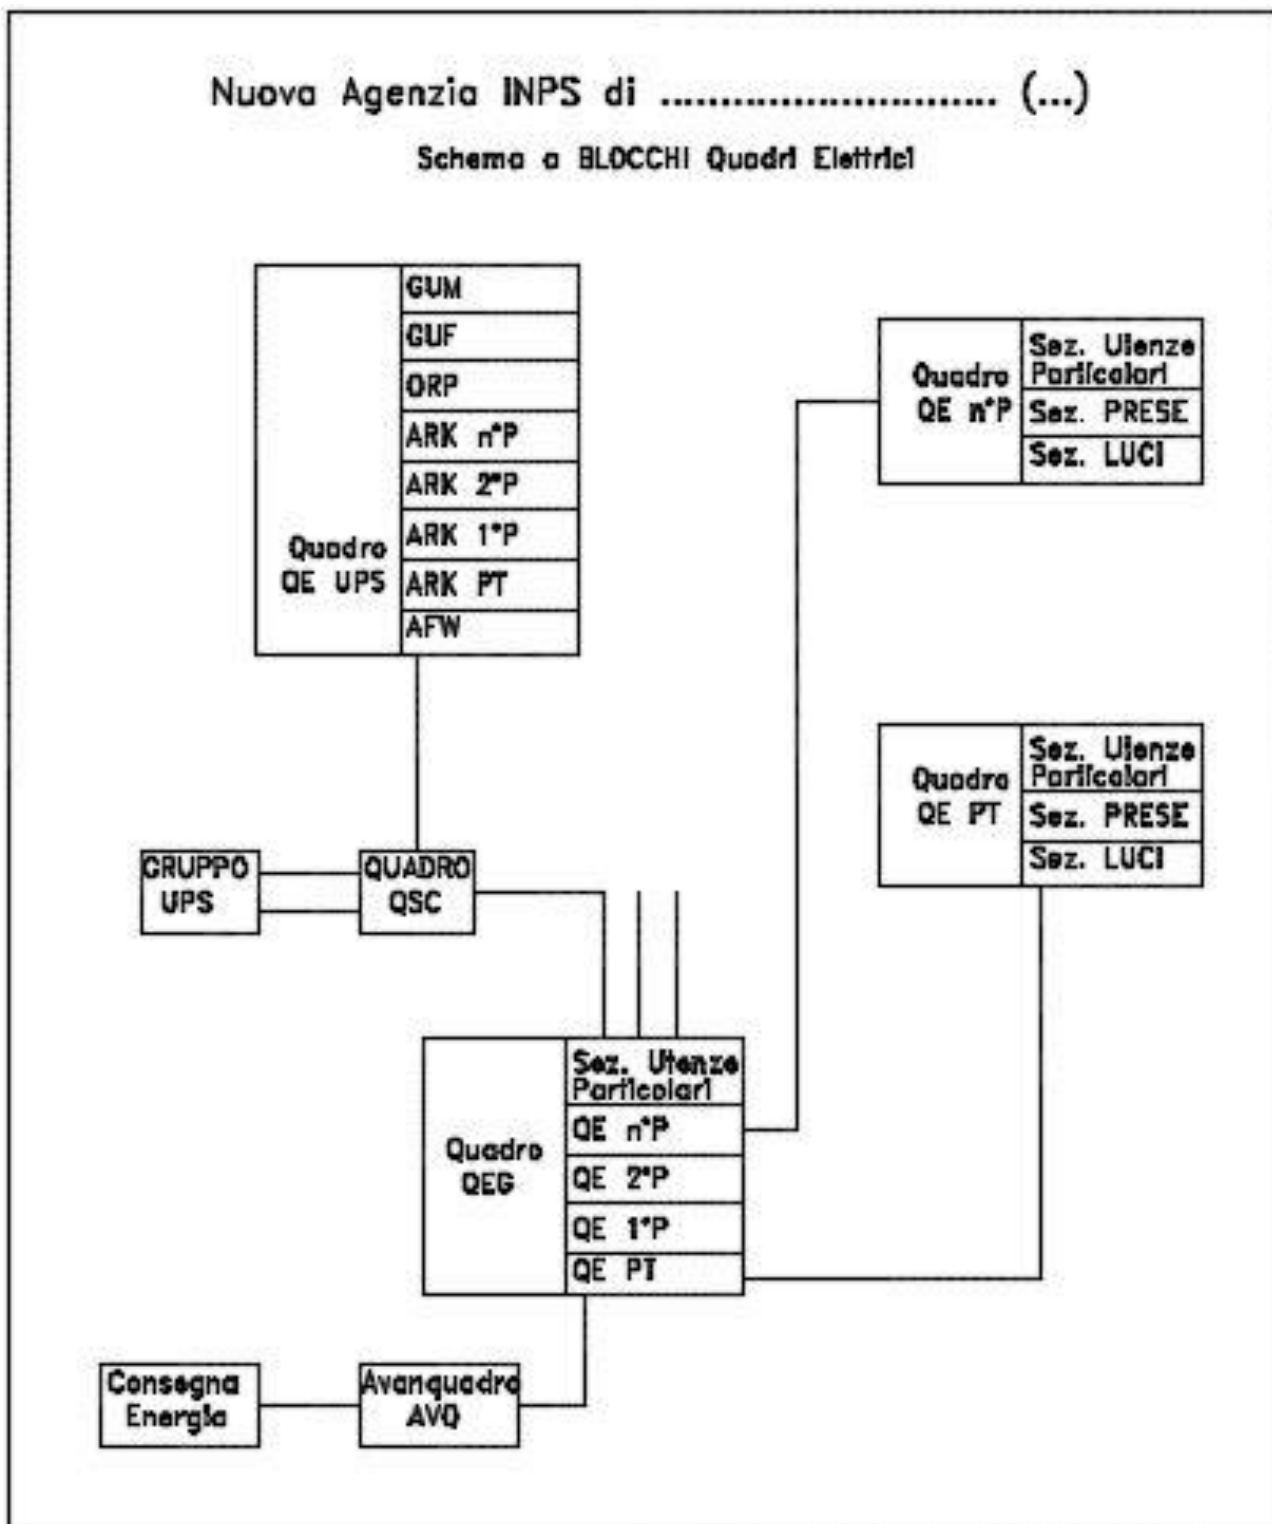 Nuova Agenzia INPS di ............................ (...)
Schema a BLOCCHI Quadri Elettrici
GUM
GUF
ORP
ARK n°P
ARK 2°P
ARK 1°P
ARK PT
AFW
Quadro
QE UPS
Quadro
QE n°P
Sez. Utenze
Particolari
Sez. PRESE
Sez. LUCI
Quadro
QE PT
Sez. Utenze
Particolari
Sez. PRESE
Sez. LUCI
GRUPPO
UPS
QUADRO
QSC
Quadro
QEG
Sez. Utenze
Particolari
QE n°P
QE 2°P
QE 1°P
QE PT
Consegna
Energia
Avanquadro
AVQ